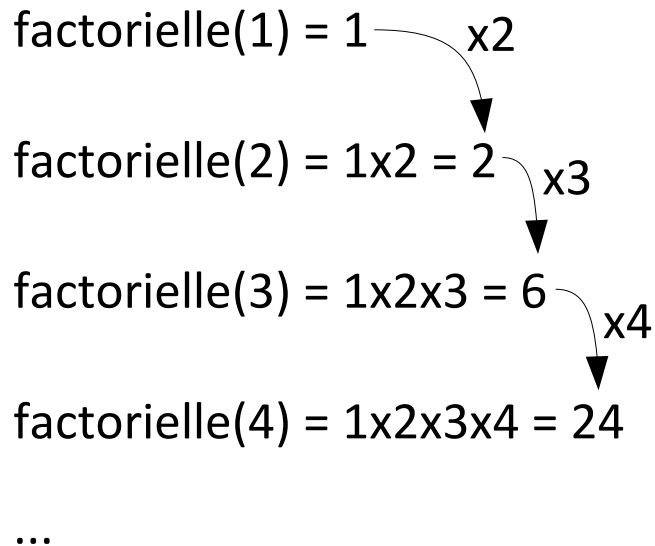 factorielle(1) = 1 x2
factorielle(2) = 1x2 = 2 x3
factorielle(3) = 1x2x3 = 6 x4
factorielle(4) = 1x2x3x4 = 24
...